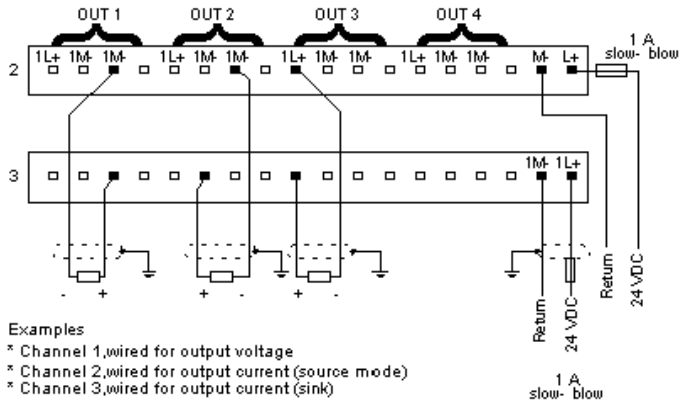 OUT 1 OUT 2 OUT 3 OUT 4
1 A
slow- blow
1L+ 1M- 1M- 1L+ 1M- 1M- 1L+ 1M- 1M- 1L+ 1M- 1M- M- L+
2
1M- 1L+
3
Return
24 VDC
- + + - + -
Return
24 VDC
Examples
* Channel 1,wired for output voltage
* Channel 2,wired for output current (source mode)
* Channel 3,wired for output current (sink)
1 A
slow- blow